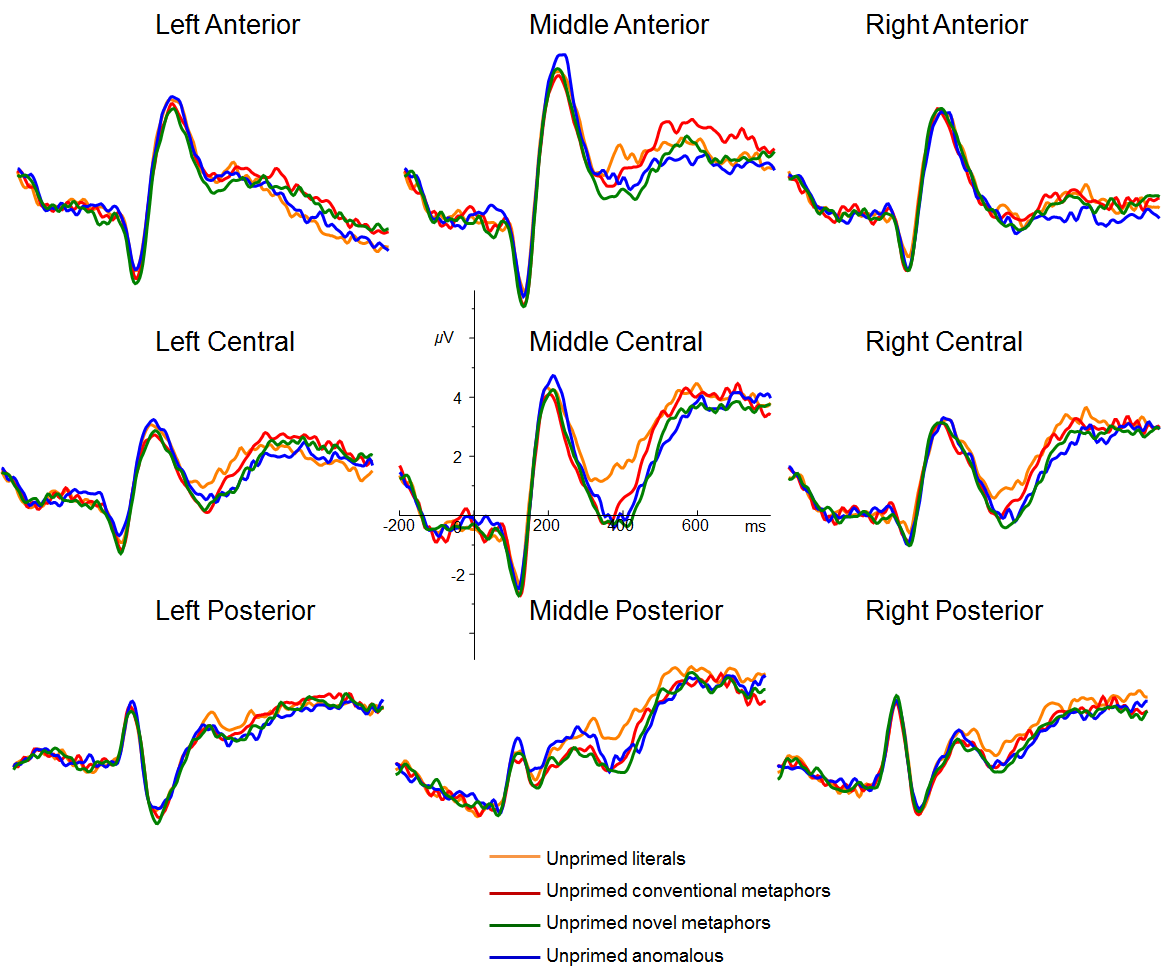 Left Anterior
Middle Anterior
Right Anterior
Left Central
µV
Middle Central
Right Central
4
2
-200
0
200
400
600
ms
-2
Left Posterior
Middle Posterior
Right Posterior
Unprimed literals
Unprimed conventional metaphors
Unprimed novel metaphors
Unprimed anomalous